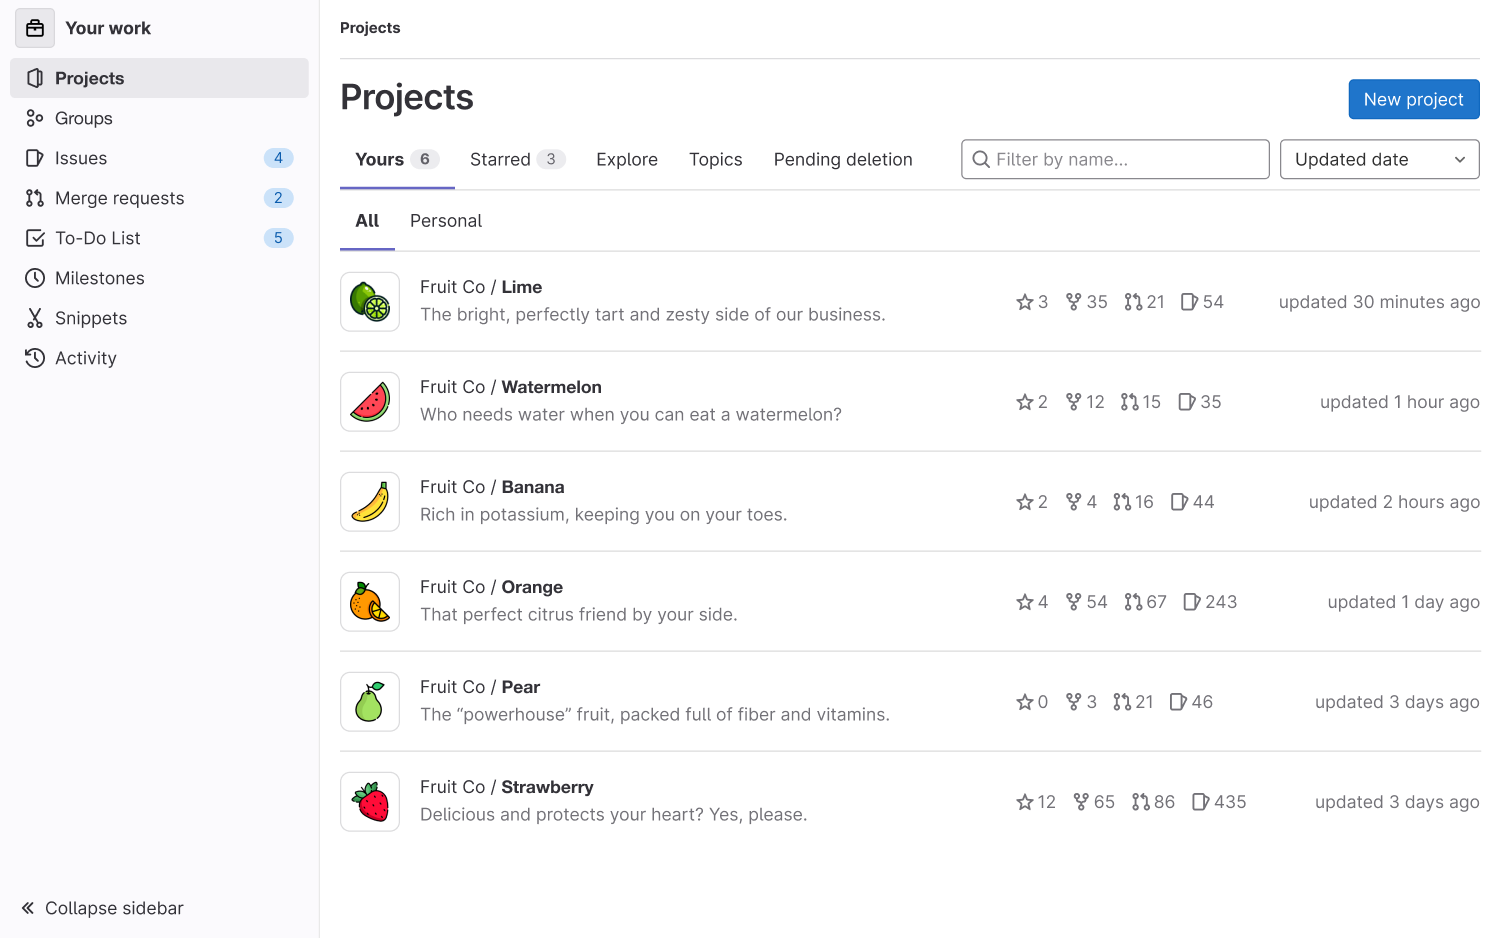 Your work
Projects
Groups
Issues 4
Merge requests 2
To-Do List 5
Milestones
Snippets
Activity
Collapse sidebar
Projects
Projects
New project
Yours 6 Starred 3 Explore Topics Pending deletion Filter by name... Updated date
All Personal
Fruit Co / Lime
The bright, perfectly tart and zesty side of our business.
3 35 21 54 updated 30 minutes ago
Fruit Co / Watermelon
Who needs water when you can eat a watermelon?
2 12 15 35 updated 1 hour ago
Fruit Co / Banana
Rich in potassium, keeping you on your toes.
2 4 16 44 updated 2 hours ago
Fruit Co / Orange
That perfect citrus friend by your side.
4 54 67 243 updated 1 day ago
Fruit Co / Pear
The “powerhouse” fruit, packed full of fiber and vitamins.
0 3 21 46 updated 3 days ago
Fruit Co / Strawberry
Delicious and protects your heart? Yes, please.
12 65 86 435 updated 3 days ago